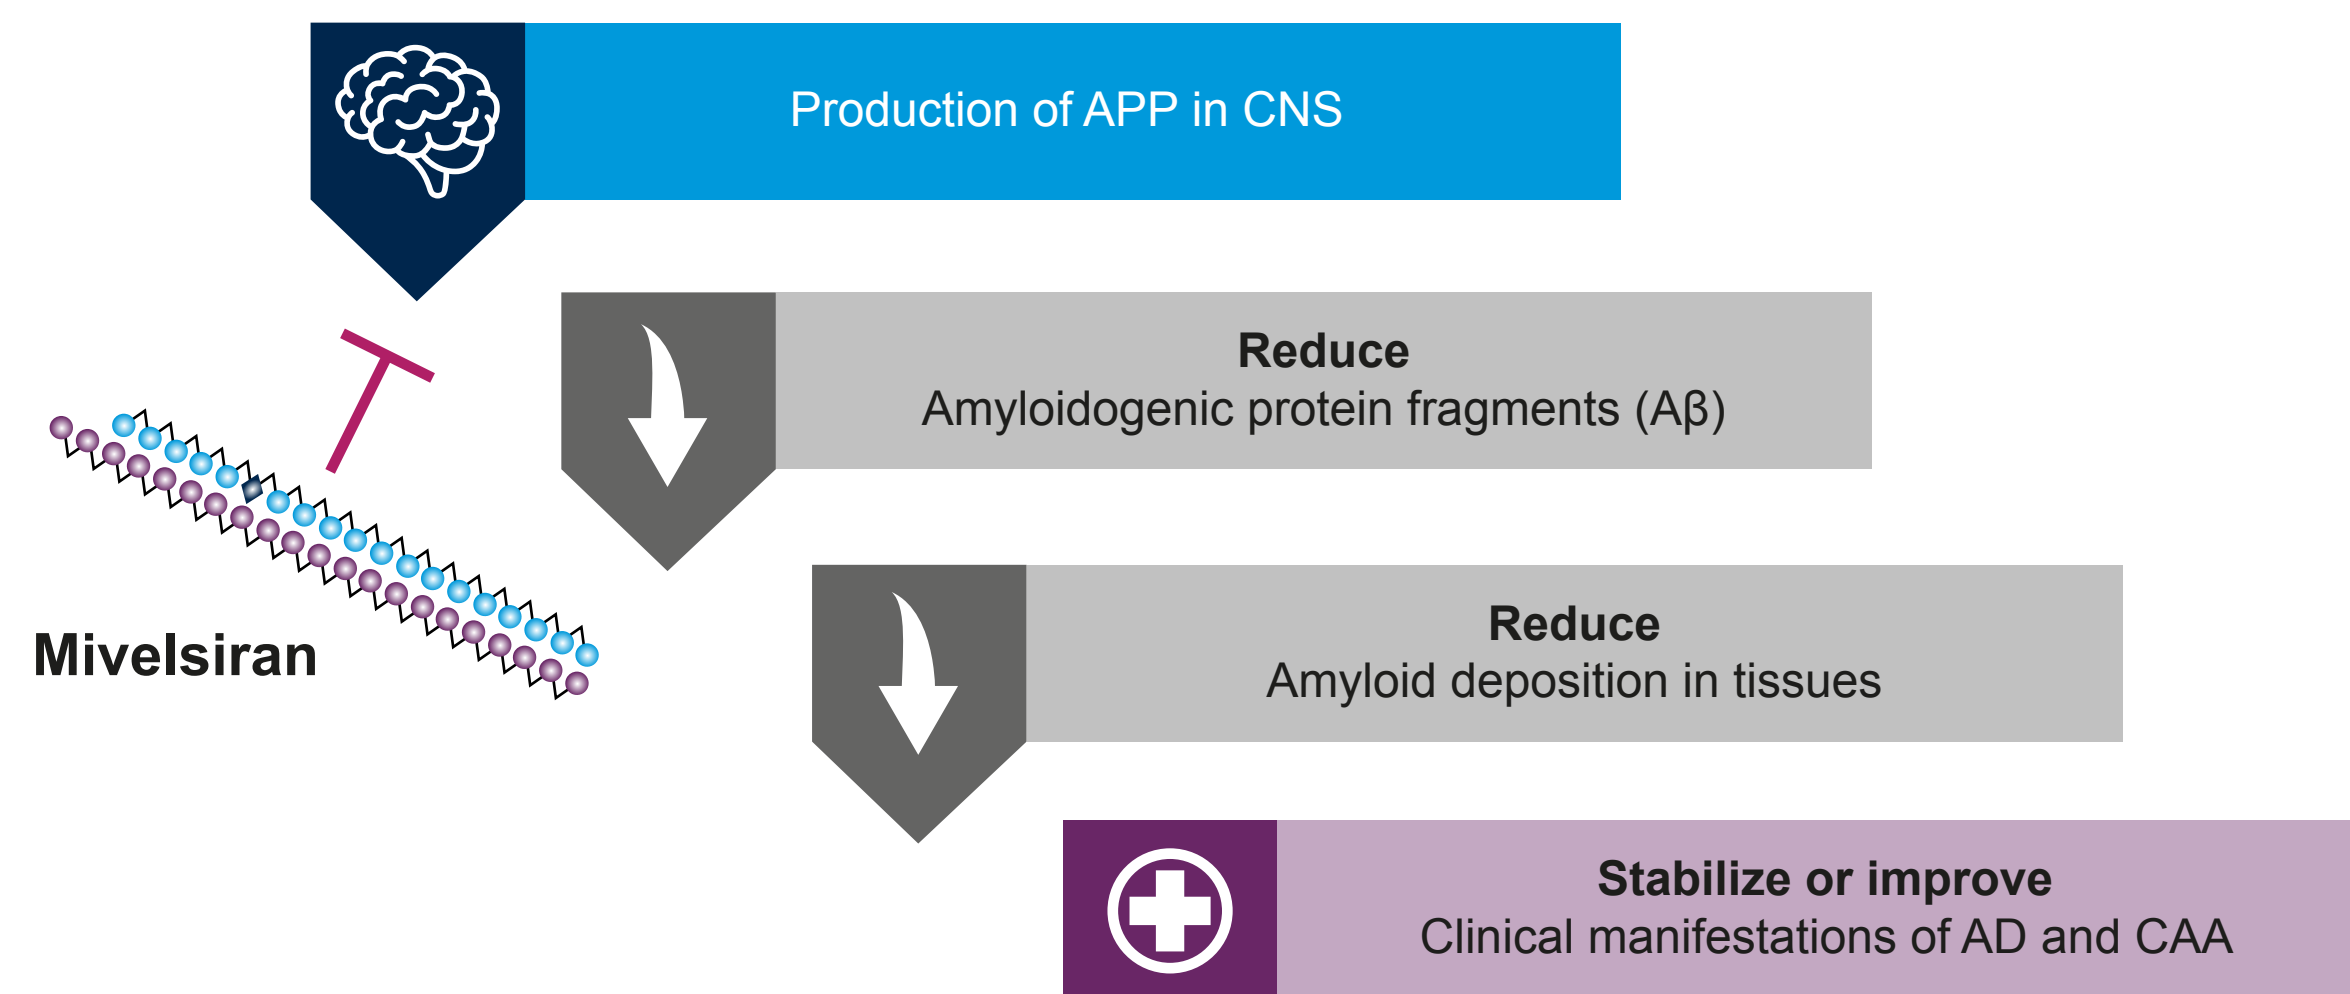 Production of APP in CNS
Reduce
Amyloidogenic protein fragments (Aβ)
Mivelsiran
Reduce
Amyloid deposition in tissues
Stabilize or improve
Clinical manifestations of AD and CAA